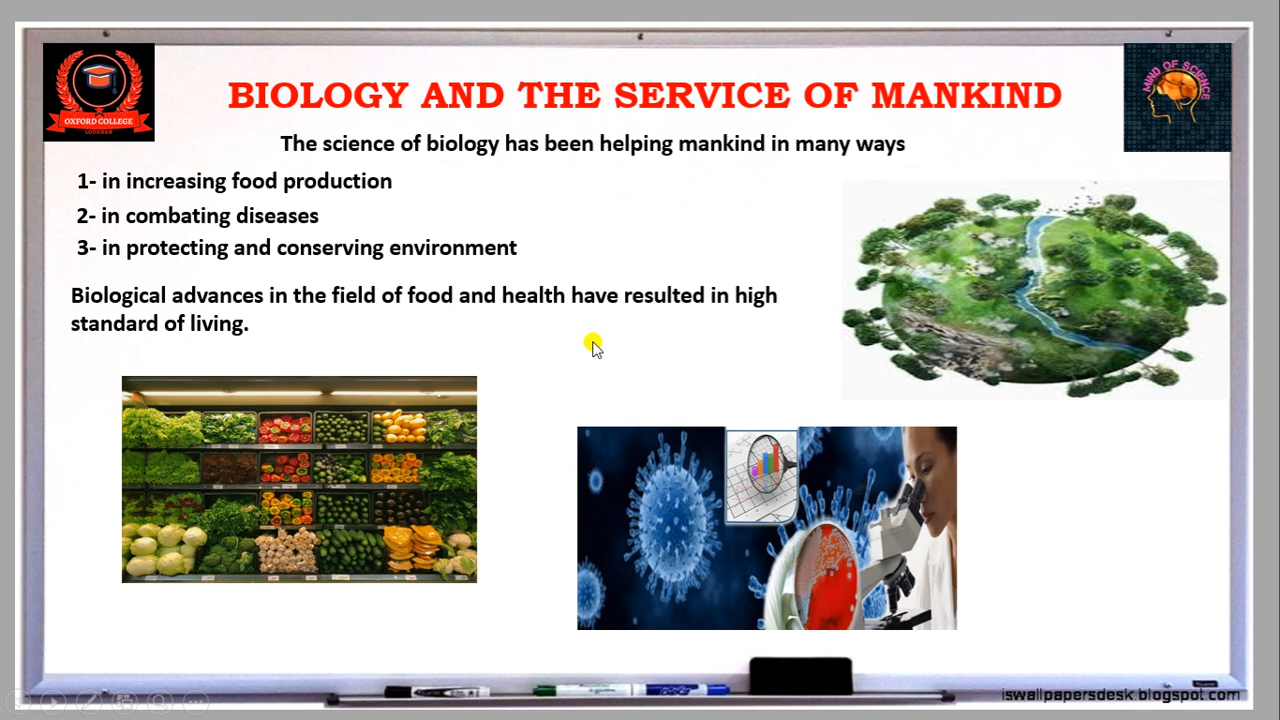 OXFORD COLLEGE
LODHRAN
MIND OF SCIENCE
BIOLOGY AND THE SERVICE OF MANKIND
The science of biology has been helping mankind in many ways
1- in increasing food production
2- in combating diseases
3- in protecting and conserving environment
Biological advances in the field of food and health have resulted in high
standard of living.
iswallpapersdesk.blogspot.com